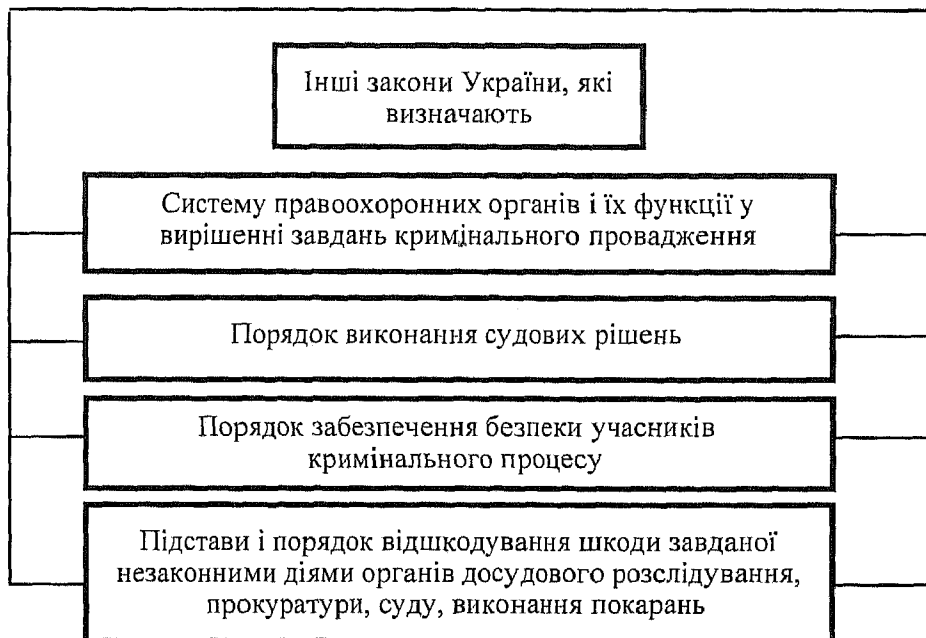 Інші закони України, які
визначають
Систему правоохоронних органів і їх функції у
вирішенні завдань кримінального провадження
Порядок виконання судових рішень
Порядок забезпечення безпеки учасників
кримінального процесу
Підстави і порядок відшкодування шкоди завданої
незаконними діями органів досудового розслідування,
прокуратури, суду, виконання покарань